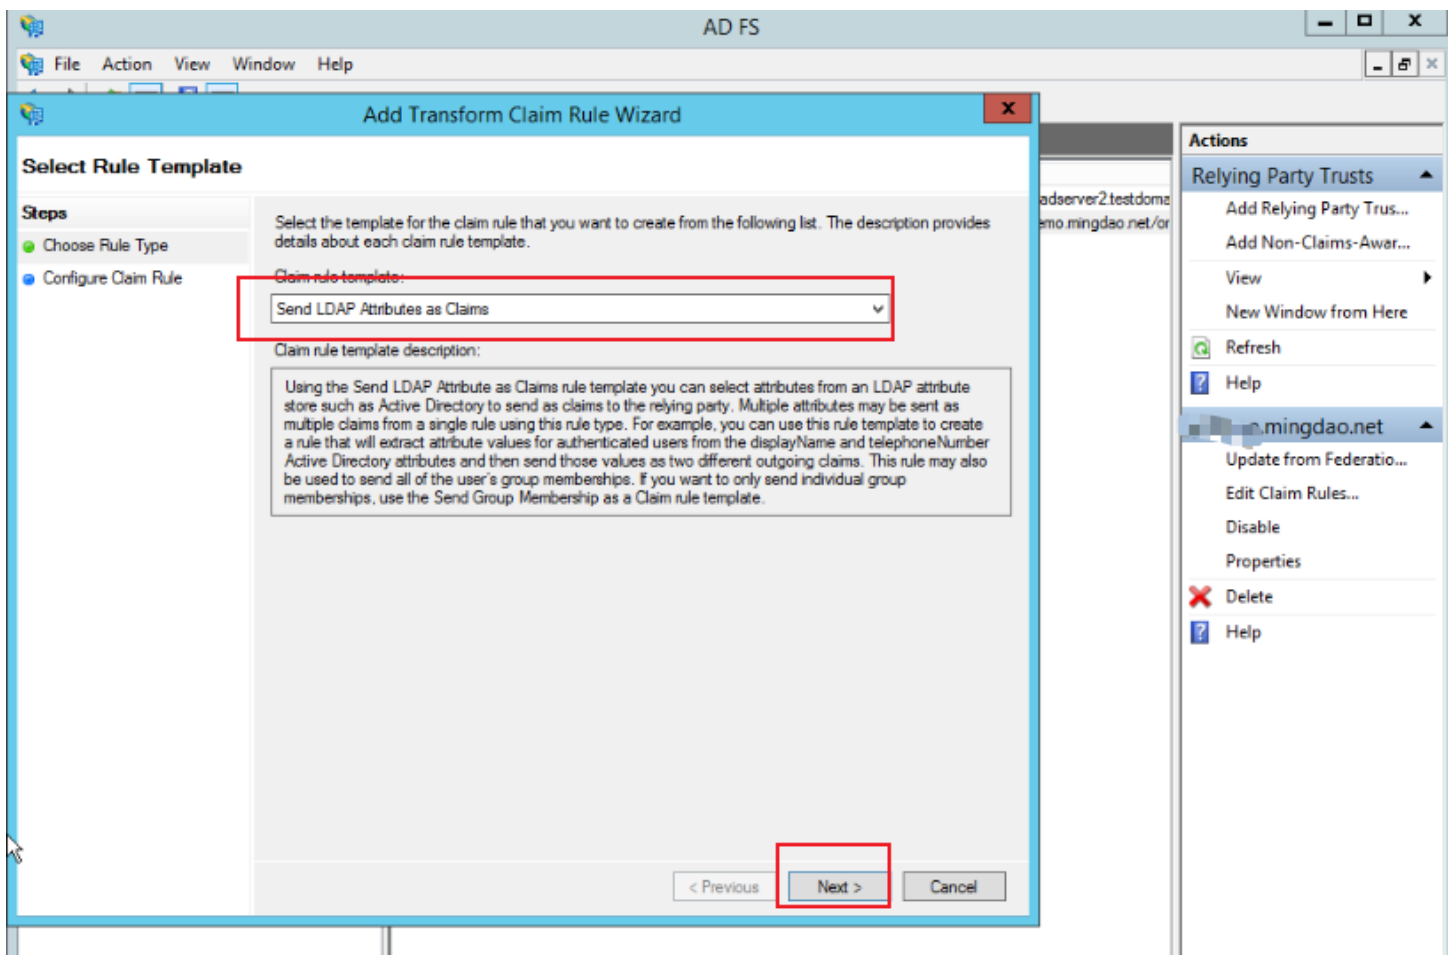 AD FS
File Action View Window Help
Add Transform Claim Rule Wizard
Select Rule Template
Steps
Choose Rule Type
Configure Claim Rule
Select the template for the claim rule that you want to create from the following list. The description provides
details about each claim rule template.
Claim rule template:
Send LDAP Attributes as Claims
Claim rule template description:
Using the Send LDAP Attribute as Claims rule template you can select attributes from an LDAP attribute
store such as Active Directory to send as claims to the relying party. Multiple attributes may be sent as
multiple claims from a single rule using this rule type. For example, you can use this rule template to create
a rule that will extract attribute values for authenticated users from the displayName and telephoneNumber
Active Directory attributes and then send those values as two different outgoing claims. This rule may also
be used to send all of the user's group memberships. If you want to only send individual group
memberships, use the Send Group Membership as a Claim rule template.
< Previous
Next >
Cancel
adserver2.testdoma
emo.mingdao.net/or
Actions
Relying Party Trusts
Add Relying Party Trus...
Add Non-Claims-Awar...
View
New Window from Here
Refresh
Help
.mingdao.net
Update from Federatio...
Edit Claim Rules...
Disable
Properties
Delete
Help